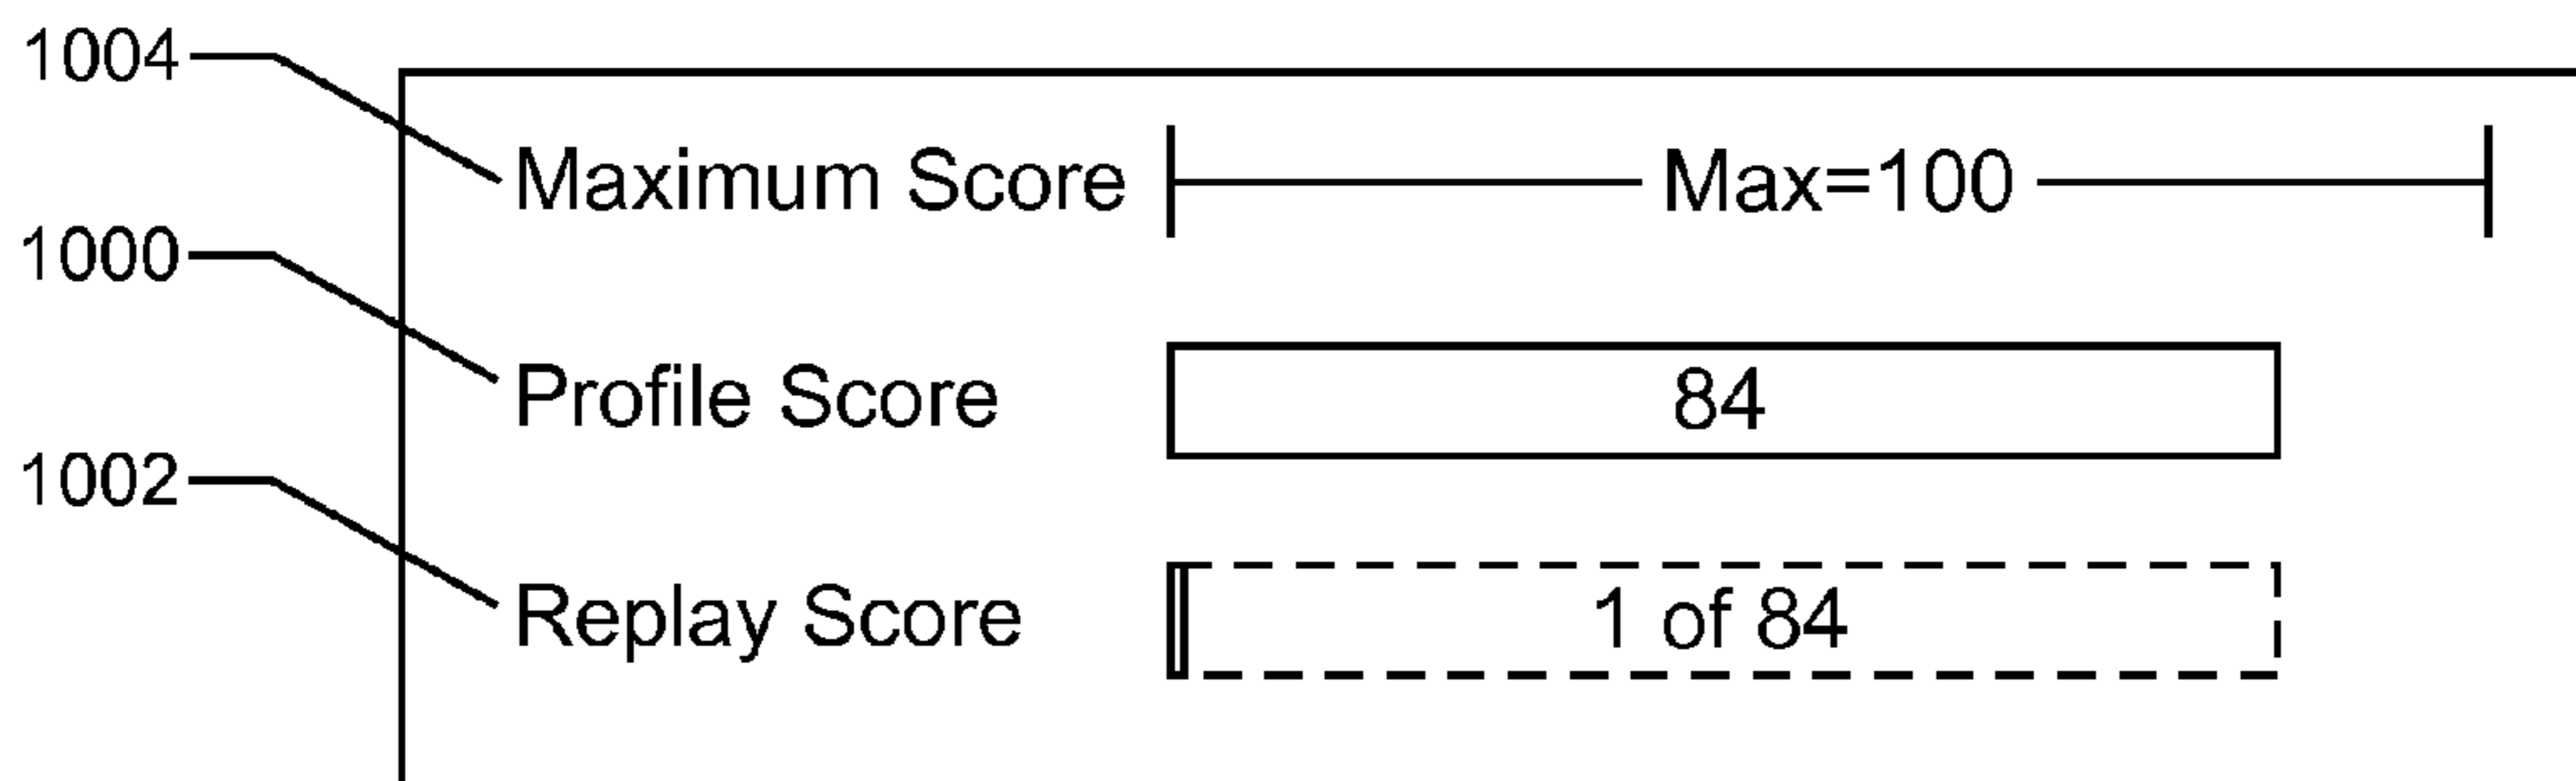 1004
Maximum Score Max=100
1000
Profile Score 84
1002
Replay Score 1 of 84